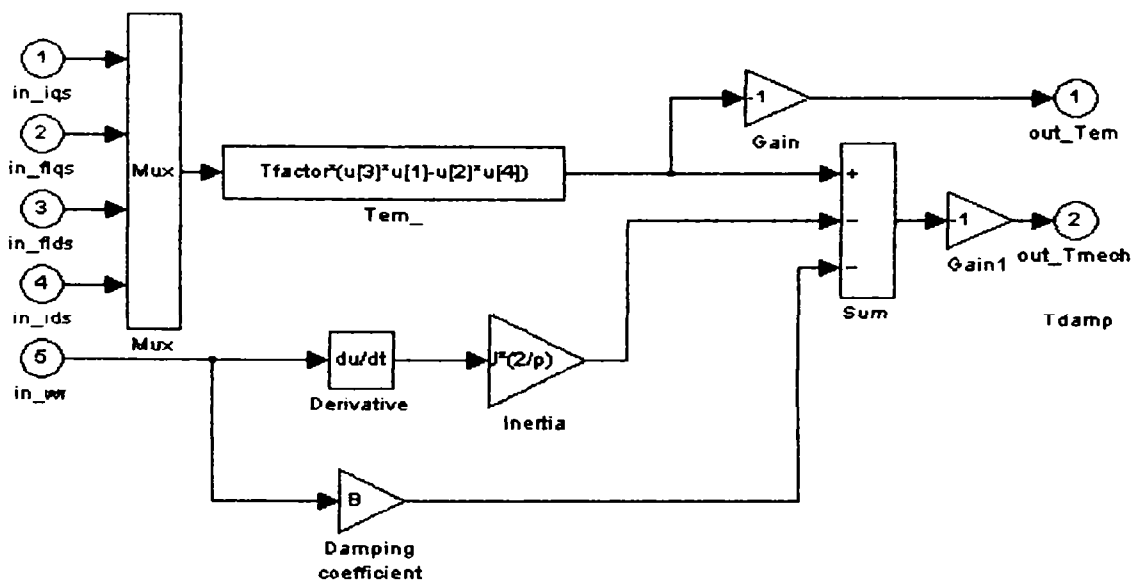 1
in_iqs
2
in_flqs
3
in_flds
4
in_ids
5
in_wr
Mux
Mux
Tfactor*(u[3]*u[1]-u[2]*u[4])
Tem_
-1
Gain
1
out_Tem
+
-
-
Sum
-1
Gain1
2
out_Tmech
Tdamp
du/dt
Derivative
J*(2/p)
Inertia
B
Damping
coefficient